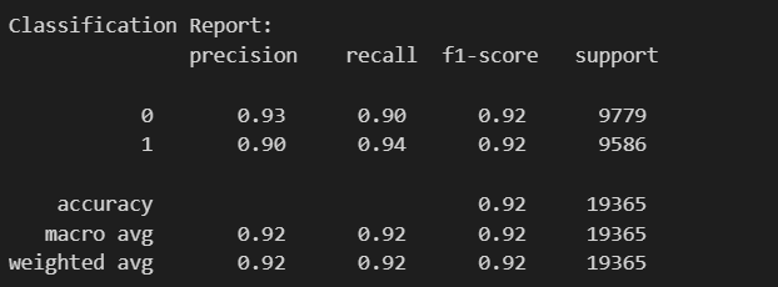 Classification Report:
precision recall f1-score support
0 0.93 0.90 0.92 9779
1 0.90 0.94 0.92 9586
accuracy 0.92 19365
macro avg 0.92 0.92 0.92 19365
weighted avg 0.92 0.92 0.92 19365